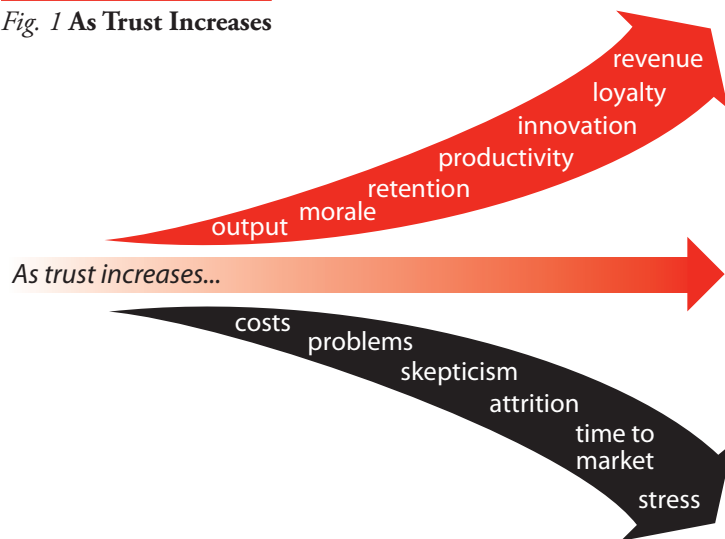 Fig. 1 As Trust Increases
revenue
loyalty
innovation
productivity
retention
morale
output
As trust increases...
costs
problems
skepticism
attrition
time to
market
stress